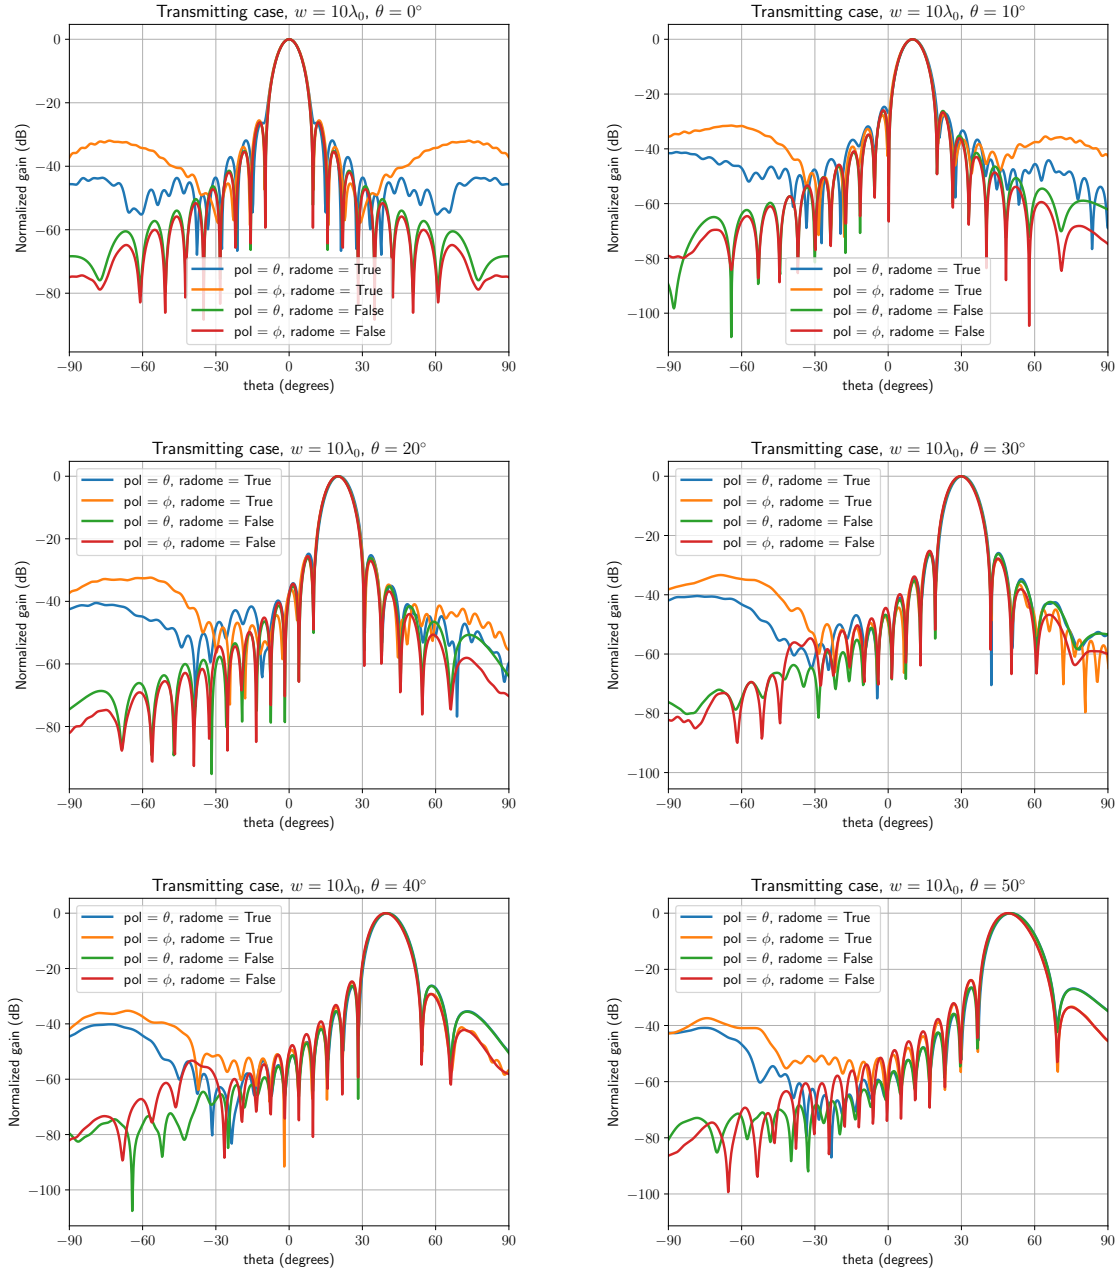 Transmitting case, w = 10λ₀, θ = 0°
Normalized gain (dB)
0
−20
−40
−60
−80
pol = θ, radome = True
pol = ϕ, radome = True
pol = θ, radome = False
pol = ϕ, radome = False
−90 −60 −30 0 30 60 90
theta (degrees)
Transmitting case, w = 10λ₀, θ = 10°
Normalized gain (dB)
0
−20
−40
−60
−80
−100
pol = θ, radome = True
pol = ϕ, radome = True
pol = θ, radome = False
pol = ϕ, radome = False
−90 −60 −30 0 30 60 90
theta (degrees)
Transmitting case, w = 10λ₀, θ = 20°
Normalized gain (dB)
0
−20
−40
−60
−80
pol = θ, radome = True
pol = ϕ, radome = True
pol = θ, radome = False
pol = ϕ, radome = False
−90 −60 −30 0 30 60 90
theta (degrees)
Transmitting case, w = 10λ₀, θ = 30°
Normalized gain (dB)
0
−20
−40
−60
−80
−100
pol = θ, radome = True
pol = ϕ, radome = True
pol = θ, radome = False
pol = ϕ, radome = False
−90 −60 −30 0 30 60 90
theta (degrees)
Transmitting case, w = 10λ₀, θ = 40°
Normalized gain (dB)
0
−20
−40
−60
−80
−100
pol = θ, radome = True
pol = ϕ, radome = True
pol = θ, radome = False
pol = ϕ, radome = False
−90 −60 −30 0 30 60 90
theta (degrees)
Transmitting case, w = 10λ₀, θ = 50°
Normalized gain (dB)
0
−20
−40
−60
−80
−100
pol = θ, radome = True
pol = ϕ, radome = True
pol = θ, radome = False
pol = ϕ, radome = False
−90 −60 −30 0 30 60 90
theta (degrees)